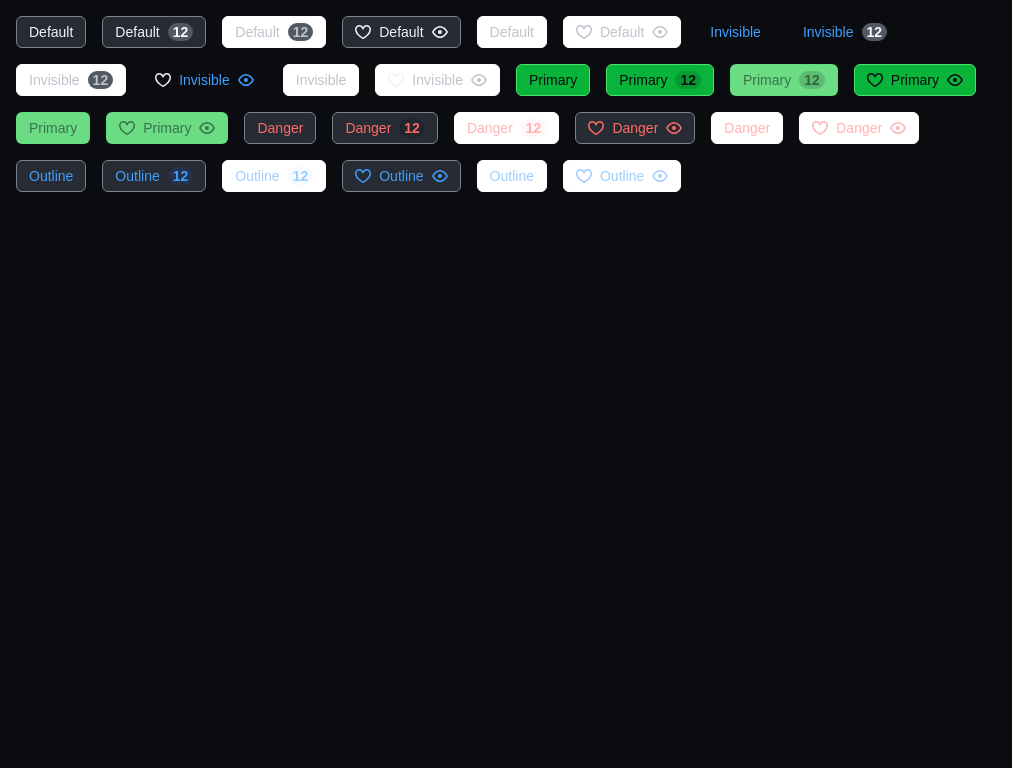 Default Default 12 Default 12 Default Default Default Invisible Invisible 12
Invisible 12 Invisible Invisible Invisible Primary Primary 12 Primary 12 Primary
Primary Primary Danger Danger 12 Danger 12 Danger Danger Danger
Outline Outline 12 Outline 12 Outline Outline Outline